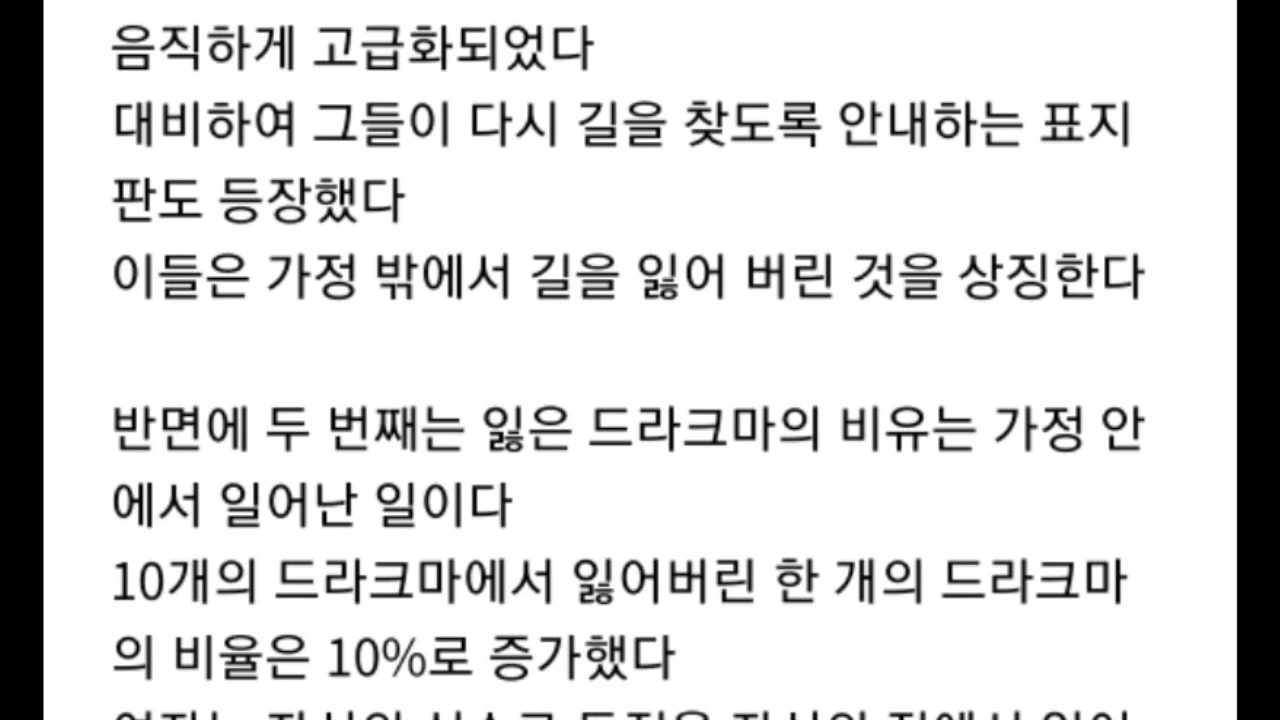 음직하게 고급화되었다
대비하여 그들이 다시 길을 찾도록 안내하는 표지
판도 등장했다
이들은 가정 밖에서 길을 잃어 버린 것을 상징한다
반면에 두 번째는 잃은 드라크마의 비유는 가정 안
에서 일어난 일이다
10개의 드라크마에서 잃어버린 한 개의 드라크마
의 비율은 10%로 증가했다